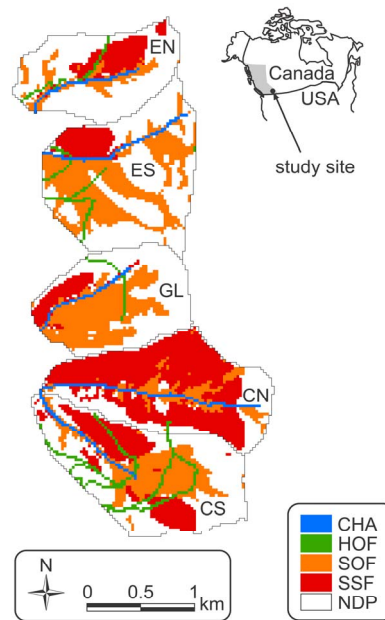 EN
Canada
USA
study site
ES
GL
CN
CS
N
0 0.5 1
km
CHA
HOF
SOF
SSF
NDP